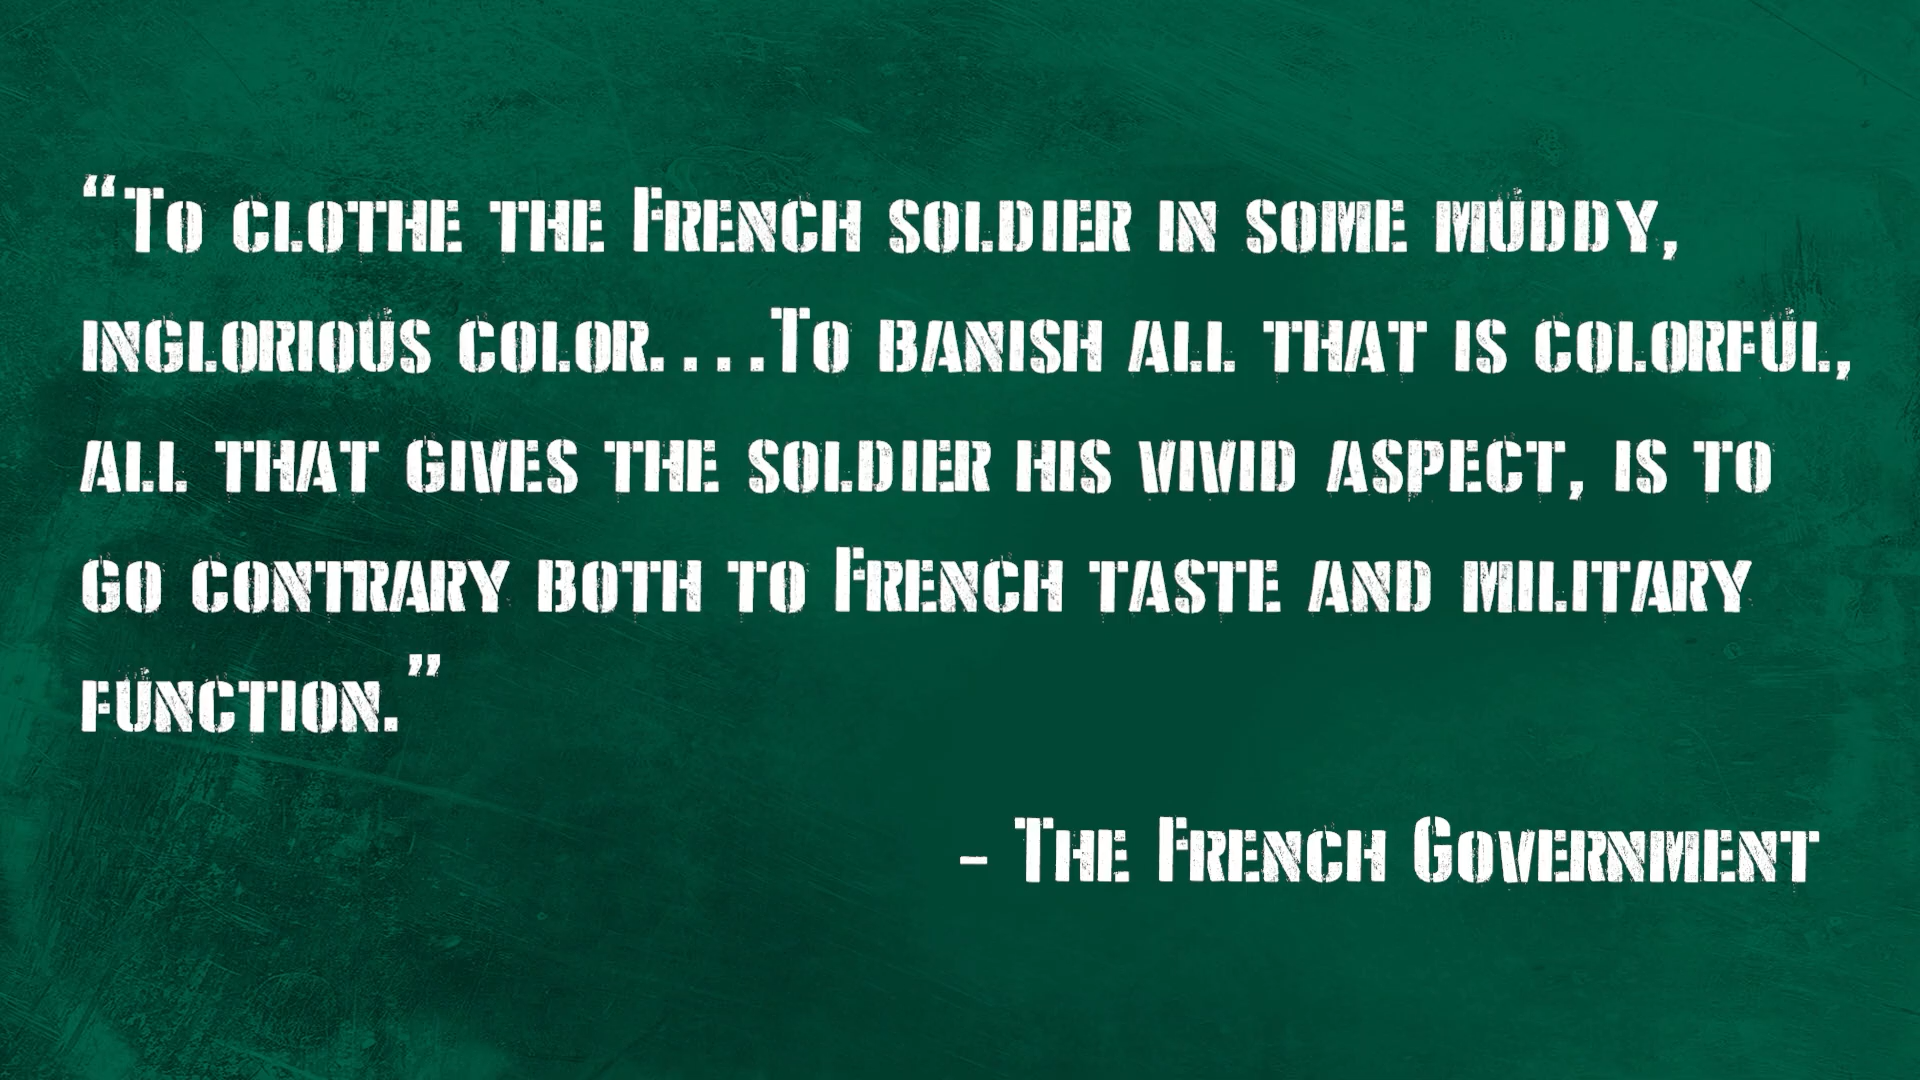 “To clothe the French soldier in some muddy,
inglorious color. . . .To banish all that is colorful,
all that gives the soldier his vivid aspect, is to
go contrary both to French taste and military
function.”
– The French Government